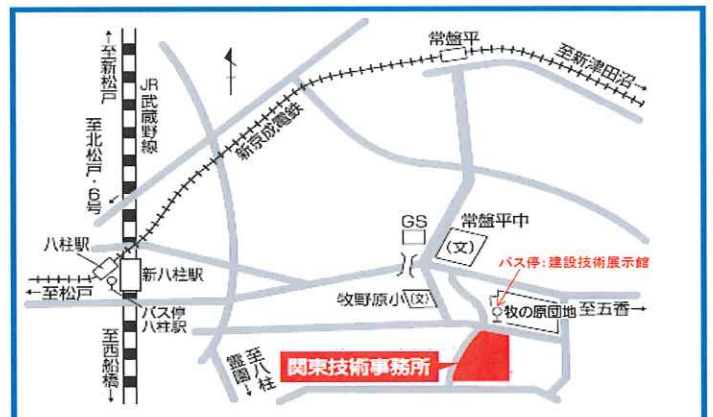 至新松戸
JR武蔵野線
至北松戸・6号
新京成電鉄
常盤平
至新津田沼
八柱駅
新八柱駅
至松戸
バス停
八柱駅
至西船橋
GS
常盤平中
(文)
バス停：建設技術展示館
牧野原小
(文)
牧の原団地
至五香
至八柱
霊園
関東技術事務所